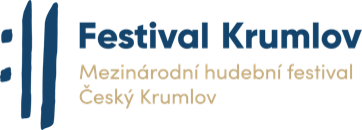 Festival Krumlov
Mezinárodní hudební festival
Český Krumlov